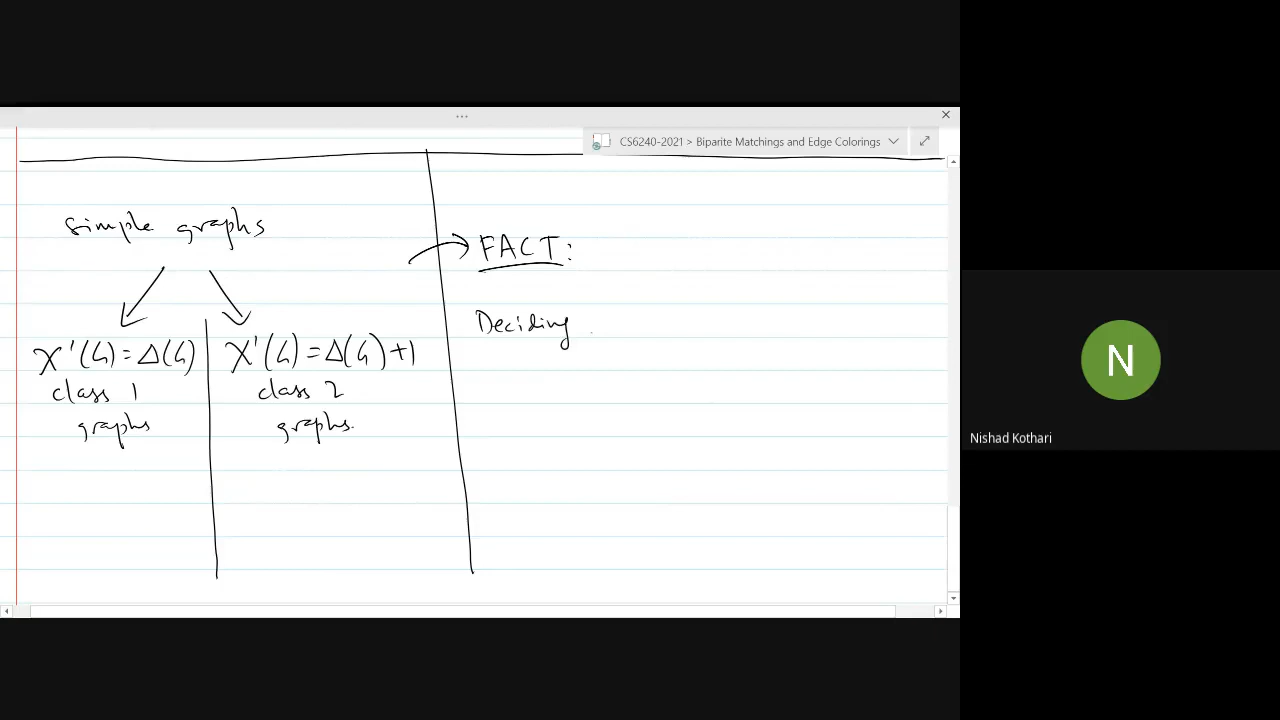 CS6240-2021 > Biparite Matchings and Edge Colorings
simple graphs
χ'(G) = Δ(G)
class 1
graphs
χ'(G) = Δ(G) + 1
class 2
graphs.
FACT:
Deciding
N
Nishad Kothari